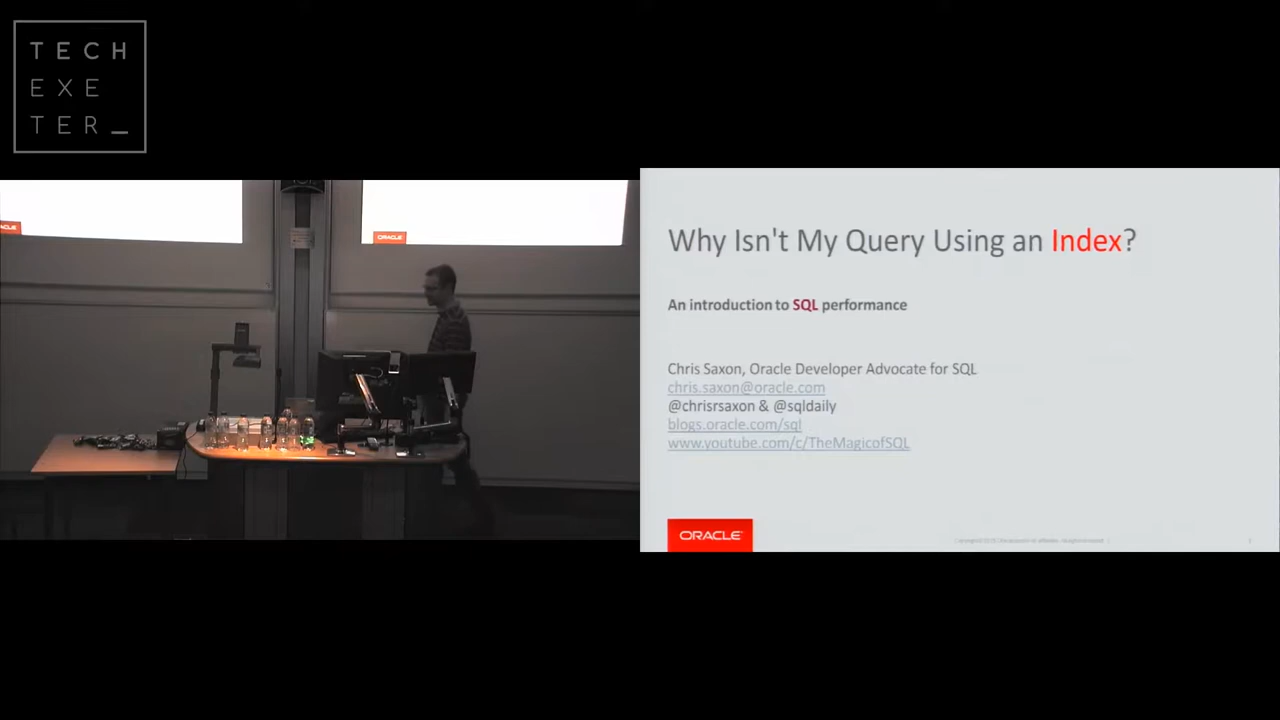 TECH
EXE
TER_
ORACLE
Why Isn't My Query Using an Index?
An introduction to SQL performance
Chris Saxon, Oracle Developer Advocate for SQL
chris.saxon@oracle.com
@chrisrsaxon & @sqldaily
blogs.oracle.com/sql
www.youtube.com/c/TheMagicofSQL
ORACLE